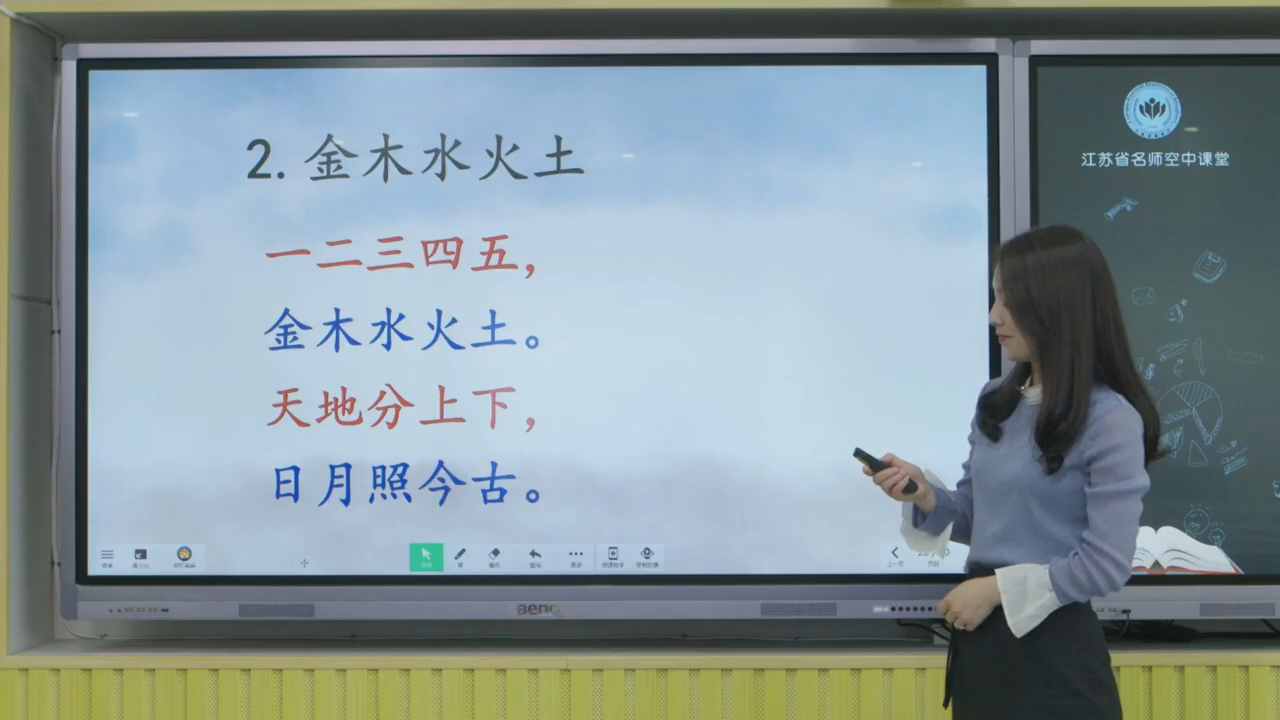 2. 金木水火土
一二三四五，
金木水火土。
天地分上下，
日月照今古。
江苏省名师空中课堂
BenQ